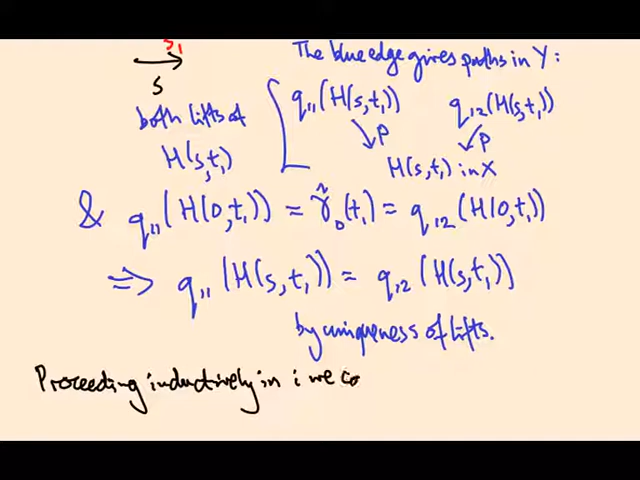 S₁
S
The blue edge gives paths in Y:
both lifts of
H(s,t₁)
q₁₁(H(s,t₁)) q₁₂(H(s,t₁))
↘p ↙p
H(s,t₁) in X
& q₁₁(H(0,t₁)) = γ̃₀(t₁) = q₁₂(H(0,t₁))
⇒ q₁₁(H(s,t₁)) = q₁₂(H(s,t₁))
by uniqueness of lifts.
Proceeding inductively in i we co